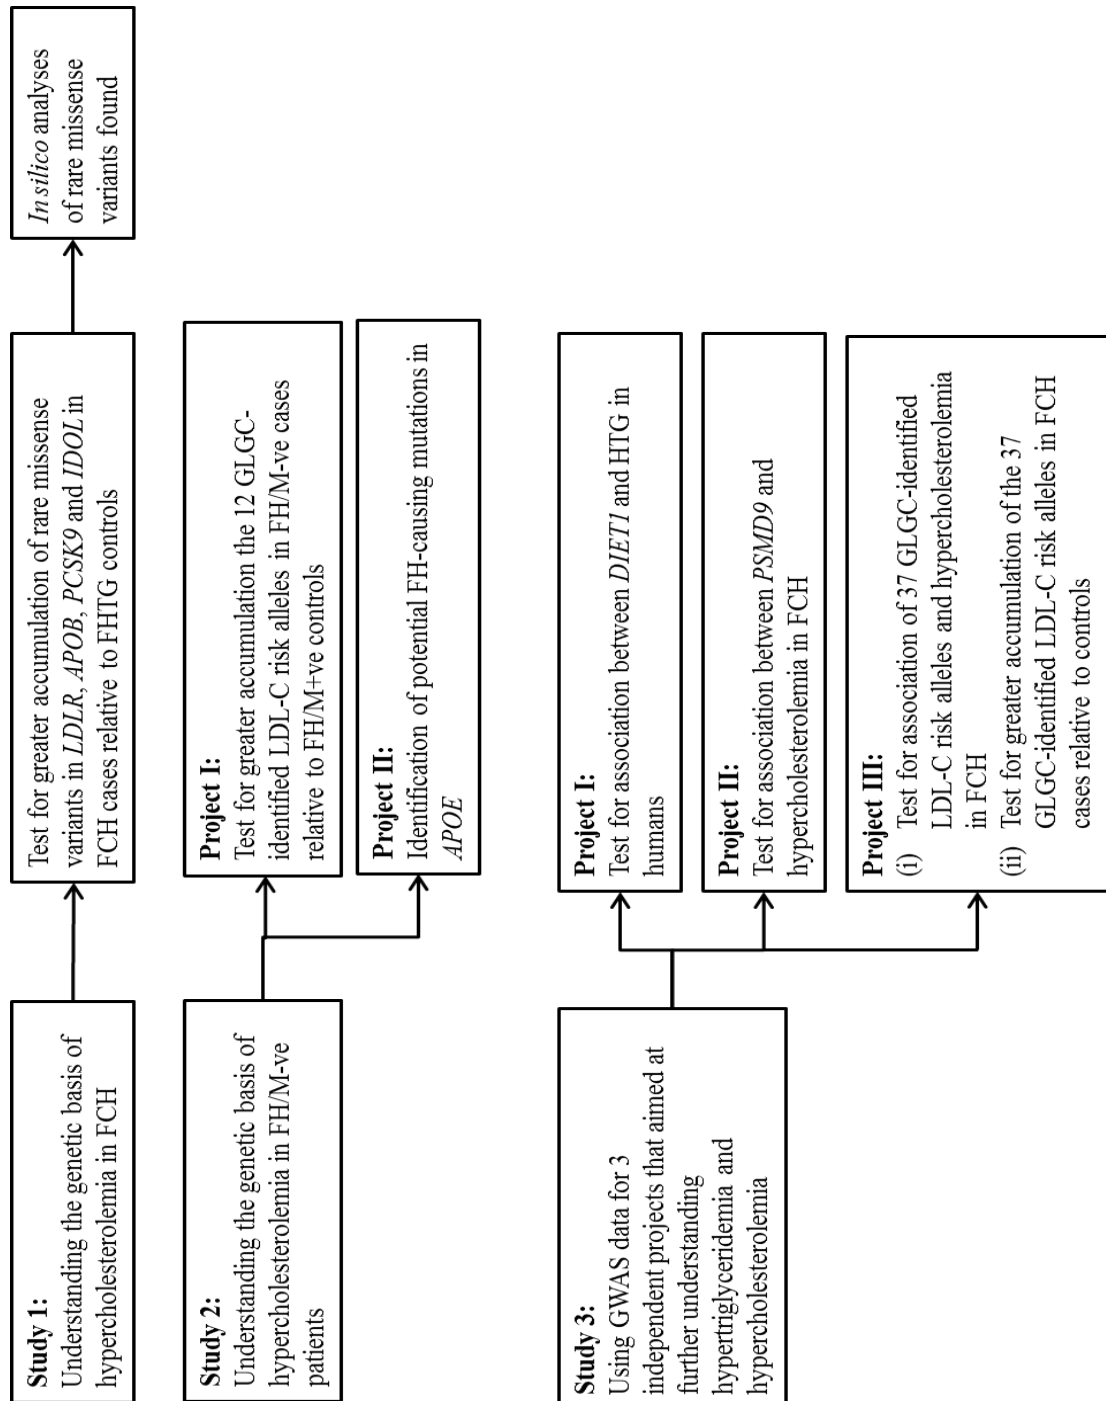 Study 1:
Understanding the genetic basis of
hypercholesterolemia in FCH
Test for greater accumulation of rare missense
variants in LDLR, APOB, PCSK9 and IDOL in
FCH cases relative to FHTG controls
In silico analyses
of rare missense
variants found
Study 2:
Understanding the genetic basis of
hypercholesterolemia in FH/M-ve
patients
Project I:
Test for greater accumulation the 12 GLGC-
identified LDL-C risk alleles in FH/M-ve cases
relative to FH/M+ve controls
Project II:
Identification of potential FH-causing mutations in
APOE
Study 3:
Using GWAS data for 3
independent projects that aimed at
further understanding
hypertriglyceridemia and
hypercholesterolemia
Project I:
Test for association between DIET1 and HTG in
humans
Project II:
Test for association between PSMD9 and
hypercholesterolemia in FCH
Project III:
(i) Test for association of 37 GLGC-identified
LDL-C risk alleles and hypercholesterolemia
in FCH
(ii) Test for greater accumulation of the 37
GLGC-identified LDL-C risk alleles in FCH
cases relative to controls